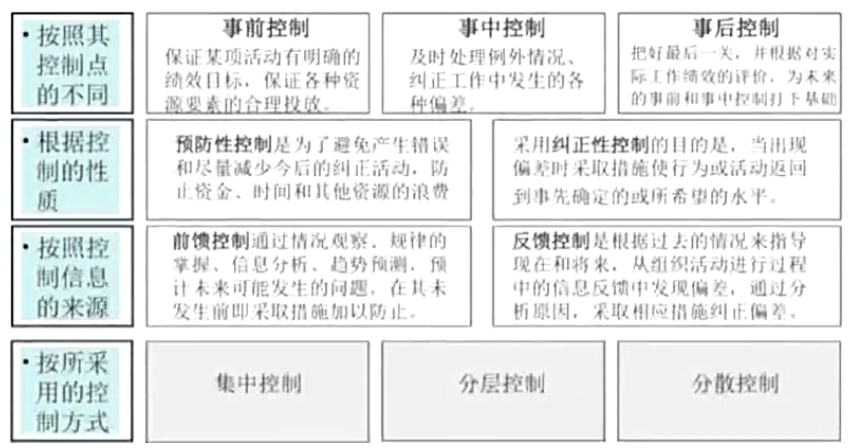 • 按照其
控制点
的不同
事前控制
保证某项活动有明确的
绩效目标，保证各种资
源要素的合理投放。
事中控制
及时处理例外情况、
纠正工作中发生的各
种偏差。
事后控制
把好最后一关，并根据对实
际工作绩效的评价，为未来
的事前和事中控制打下基础
• 根据控
制的性
质
预防性控制是为了避免产生错误
和尽量减少今后的纠正活动，防
止资金、时间和其他资源的浪费
采用纠正性控制的目的是，当出现
偏差时采取措施使行为或活动返回
到事先确定的或所希望的水平。
• 按照控
制信息
的来源
前馈控制通过情况观察、规律的
掌握、信息分析、趋势预测，预
计未来可能发生的问题，在其未
发生前即采取措施加以防止。
反馈控制是根据过去的情况来指导
现在和将来，从组织活动进行过程
中的信息反馈中发现偏差，通过分
析原因，采取相应措施纠正偏差。
• 按所采
用的控
制方式
集中控制
分层控制
分散控制